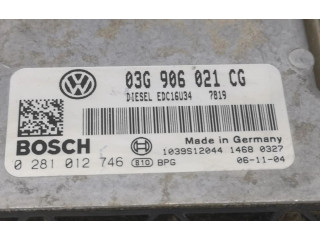 03G 906 021 CG
DIESEL EDC16U34 7819
BOSCH
Made in Germany
1039S12044 1468 0327
0 281 012 746 810 BPG 06-11-04